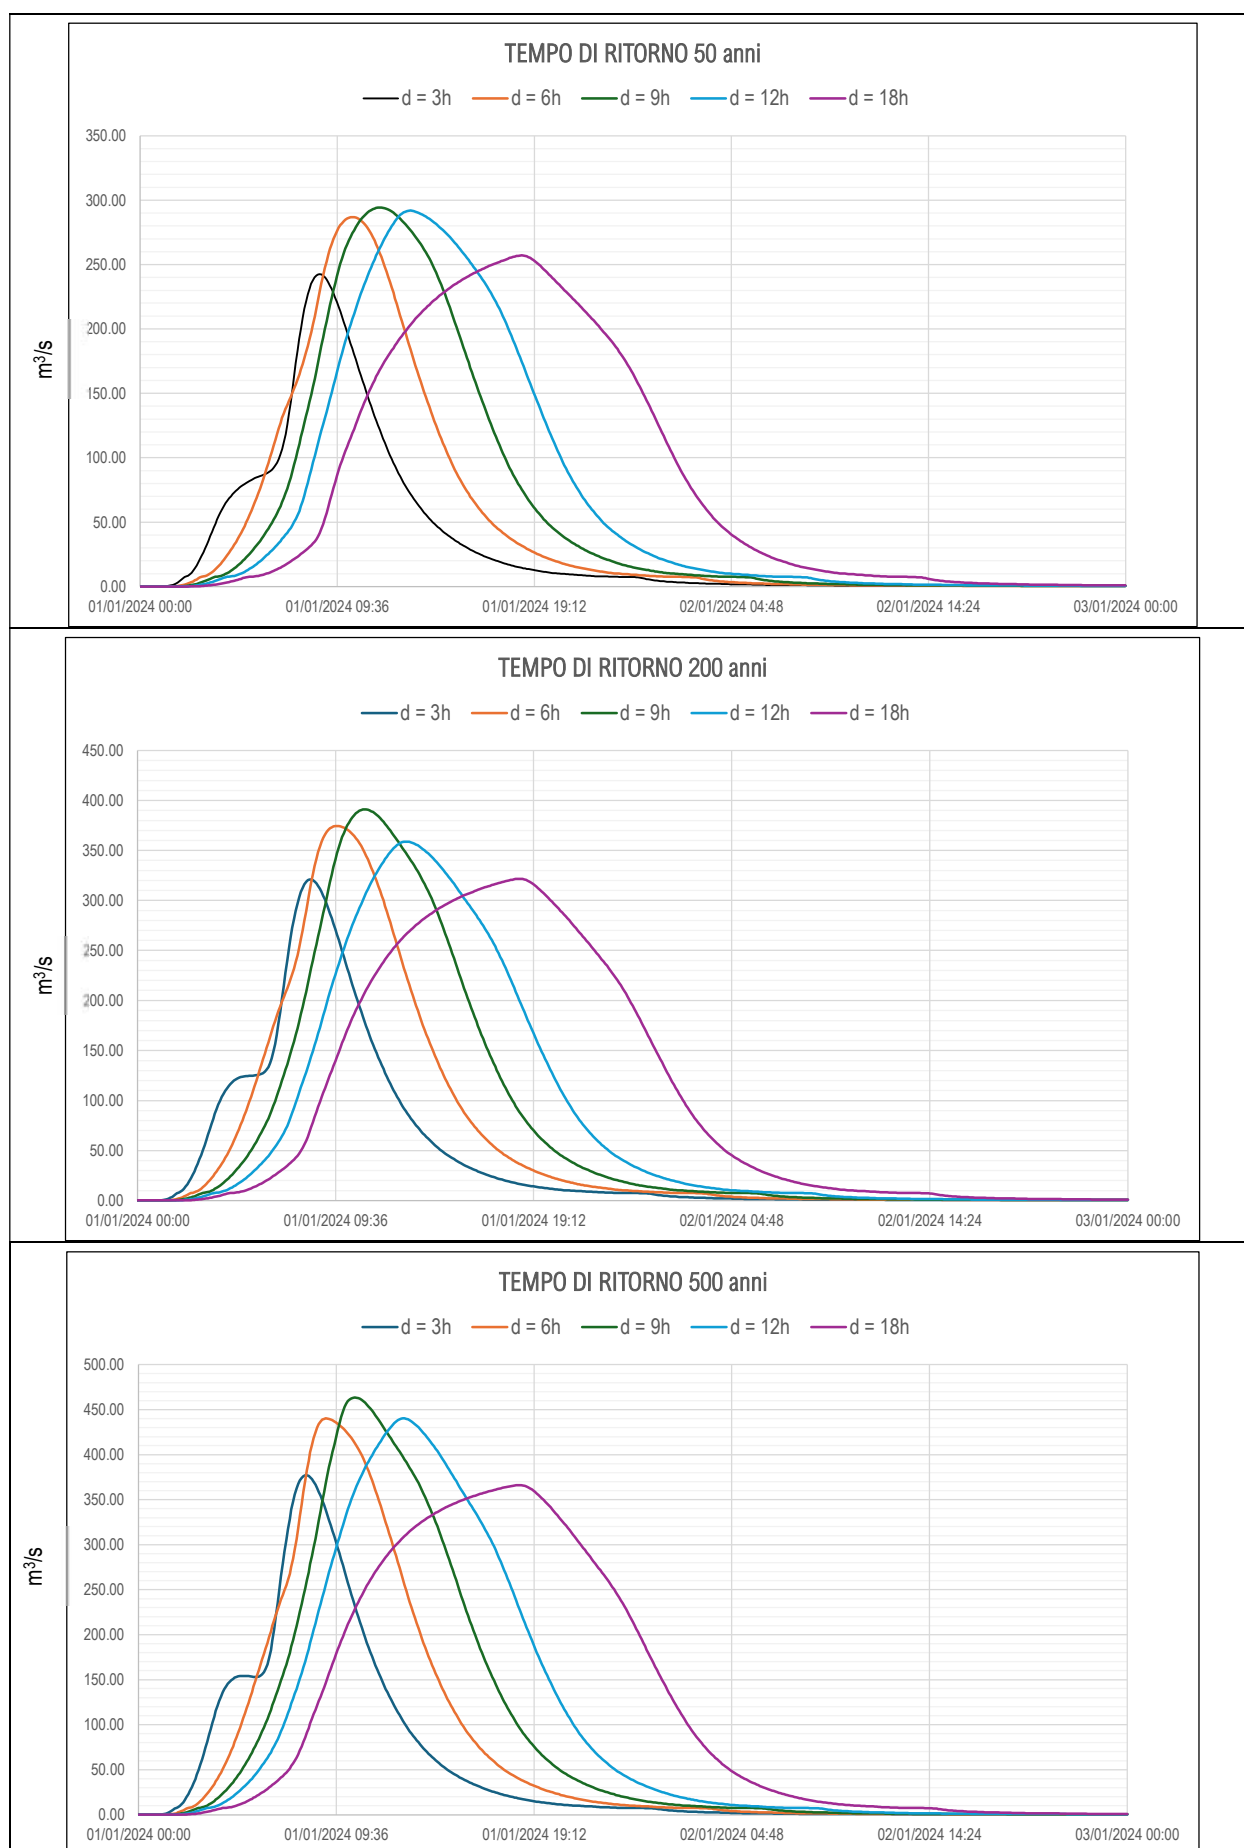 TEMPO DI RITORNO 50 anni
d = 3h d = 6h d = 9h d = 12h d = 18h
350.00
300.00
250.00
200.00
150.00
100.00
50.00
0.00
m³/s
01/01/2024 00:00 01/01/2024 09:36 01/01/2024 19:12 02/01/2024 04:48 02/01/2024 14:24 03/01/2024 00:00
TEMPO DI RITORNO 200 anni
d = 3h d = 6h d = 9h d = 12h d = 18h
450.00
400.00
350.00
300.00
250.00
200.00
150.00
100.00
50.00
0.00
m³/s
01/01/2024 00:00 01/01/2024 09:36 01/01/2024 19:12 02/01/2024 04:48 02/01/2024 14:24 03/01/2024 00:00
TEMPO DI RITORNO 500 anni
d = 3h d = 6h d = 9h d = 12h d = 18h
500.00
450.00
400.00
350.00
300.00
250.00
200.00
150.00
100.00
50.00
0.00
m³/s
01/01/2024 00:00 01/01/2024 09:36 01/01/2024 19:12 02/01/2024 04:48 02/01/2024 14:24 03/01/2024 00:00